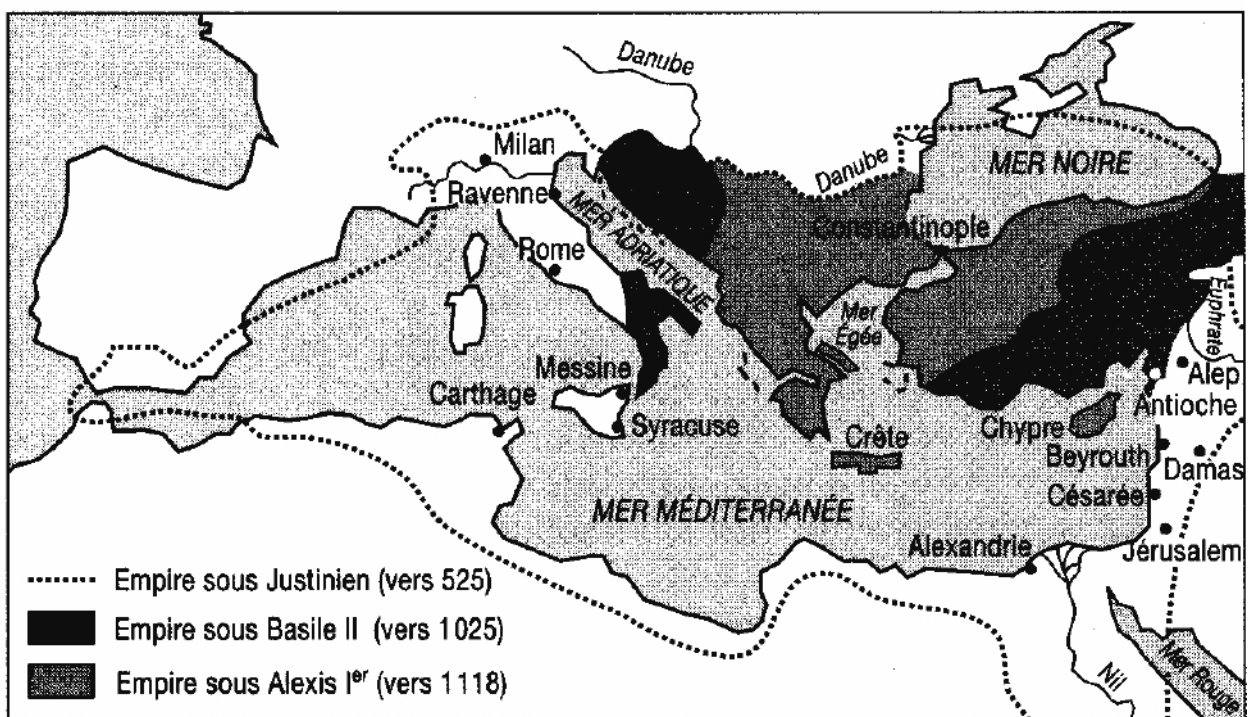 Danube
Milan
Ravenne
MER ADRIATIQUE
Rome
Danube
MER NOIRE
Constantinople
Mer
Égée
Euphrate
Messine
Carthage
Syracuse
Alep
Antioche
Chypre
Crête
Beyrouth
Damas
Césarée
MER MÉDITERRANÉE
Alexandrie
Jérusalem
Nil
Mer Rouge
Empire sous Justinien (vers 525)
Empire sous Basile II (vers 1025)
Empire sous Alexis Iᵉʳ (vers 1118)